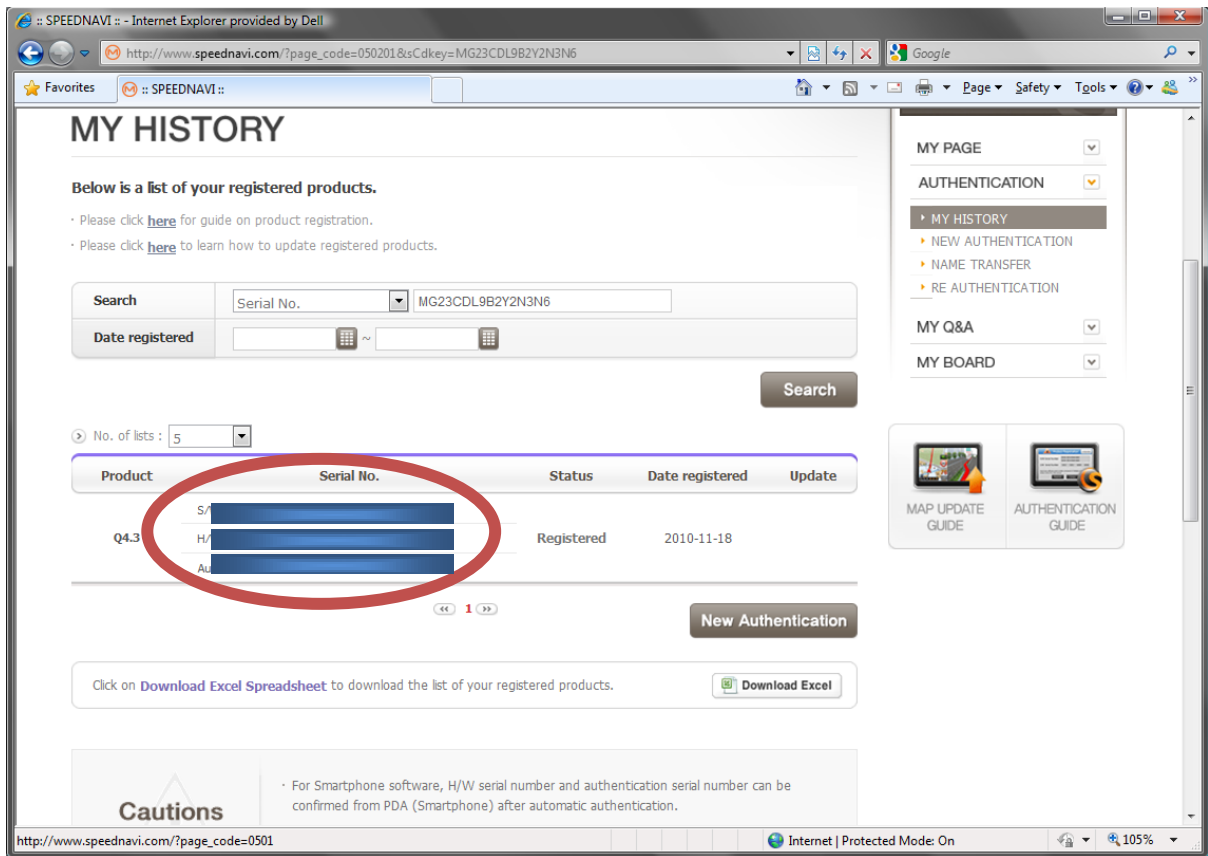 :: SPEEDNAVI :: - Internet Explorer provided by Dell
http://www.speednavi.com/?page_code=050201&sCdkey=MG23CDL9B2Y2N3N6
Google
Favorites
:: SPEEDNAVI ::
Page
Safety
Tools
MY HISTORY
Below is a list of your registered products.
· Please click here for guide on product registration.
· Please click here to learn how to update registered products.
Search
Serial No.
MG23CDL9B2Y2N3N6
Date registered
~
Search
No. of lists :
5
Product
Serial No.
Status
Date registered
Update
Q4.3
S/
H/
Au
Registered
2010-11-18
1
New Authentication
Click on Download Excel Spreadsheet to download the list of your registered products.
Download Excel
Cautions
· For Smartphone software, H/W serial number and authentication serial number can be
confirmed from PDA (Smartphone) after automatic authentication.
MY PAGE
AUTHENTICATION
MY HISTORY
NEW AUTHENTICATION
NAME TRANSFER
RE AUTHENTICATION
MY Q&A
MY BOARD
MAP UPDATE
GUIDE
AUTHENTICATION
GUIDE
http://www.speednavi.com/?page_code=0501
Internet | Protected Mode: On
105%